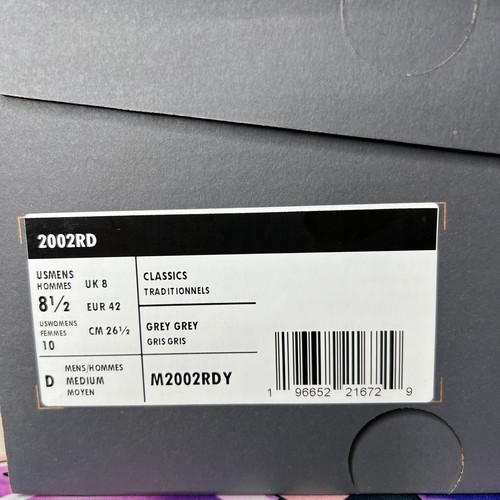 2002RD
USMENS
HOMMES
8½
UK 8
EUR 42
USWOMENS
FEMMES
10
CM 26½
D
MENS/HOMMES
MEDIUM
MOYEN
CLASSICS
TRADITIONNELS
GREY GREY
GRIS GRIS
M2002RDY
1 96652 21672 9